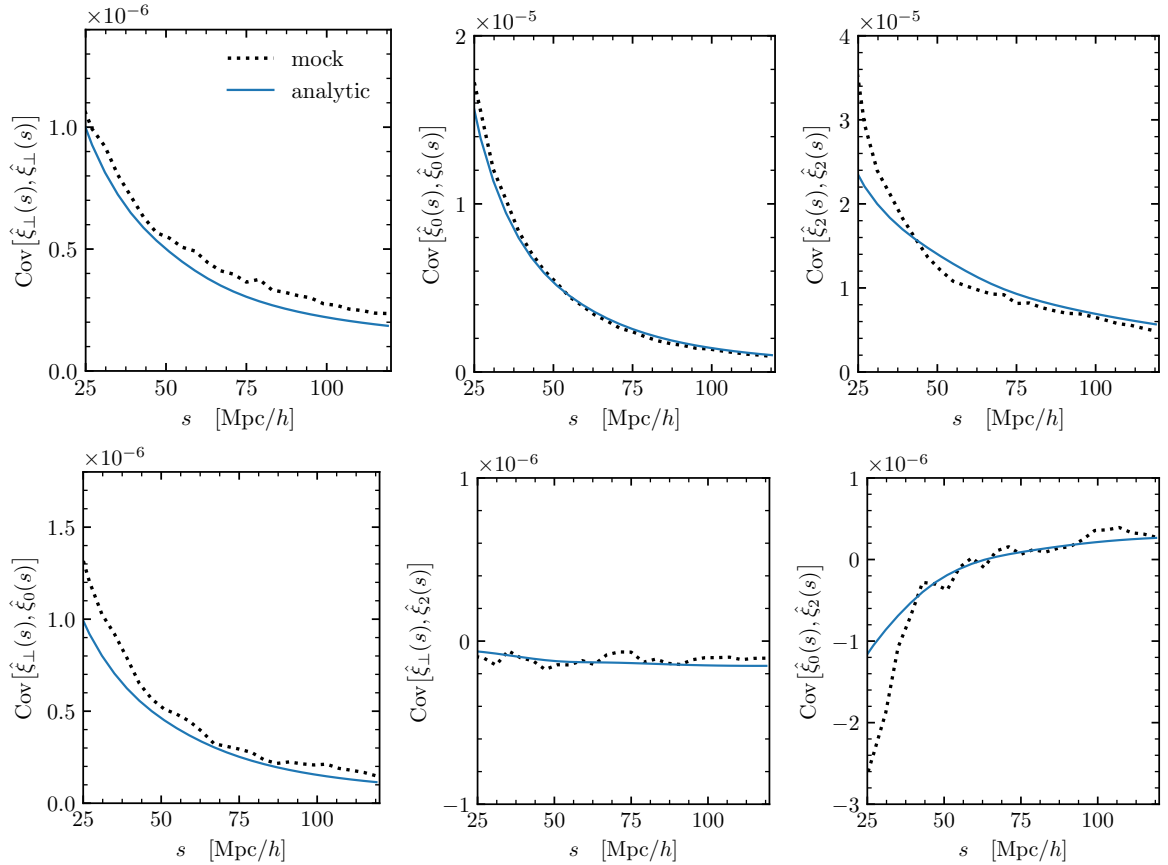 ×10⁻⁶
Cov[ξ̂⊥(s), ξ̂⊥(s)]
1.0
0.5
0.0
mock
analytic
25 50 75 100
s [Mpc/h]
×10⁻⁵
Cov[ξ̂₀(s), ξ̂₀(s)]
2
1
0
25 50 75 100
s [Mpc/h]
×10⁻⁵
Cov[ξ̂₂(s), ξ̂₂(s)]
4
3
2
1
0
25 50 75 100
s [Mpc/h]
×10⁻⁶
Cov[ξ̂⊥(s), ξ̂₀(s)]
1.5
1.0
0.5
0.0
25 50 75 100
s [Mpc/h]
×10⁻⁶
Cov[ξ̂⊥(s), ξ̂₂(s)]
1
0
−1
25 50 75 100
s [Mpc/h]
×10⁻⁶
Cov[ξ̂₀(s), ξ̂₂(s)]
1
0
−1
−2
−3
25 50 75 100
s [Mpc/h]